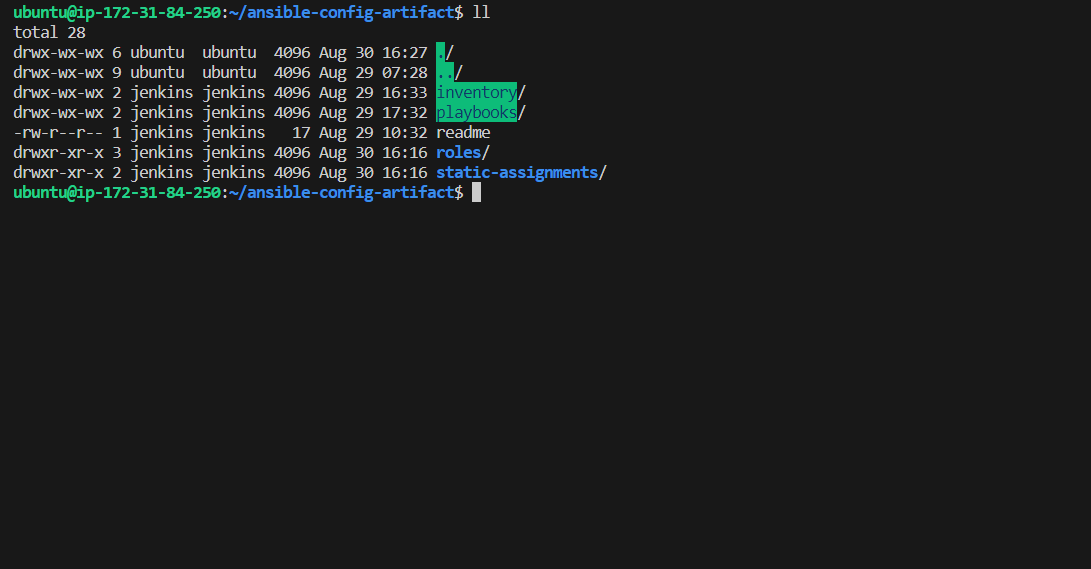 ubuntu@ip-172-31-84-250:~/ansible-config-artifact$ ll
total 28
drwx-wx-wx 6 ubuntu  ubuntu  4096 Aug 30 16:27 ./
drwx-wx-wx 9 ubuntu  ubuntu  4096 Aug 29 07:28 ../
drwx-wx-wx 2 jenkins jenkins 4096 Aug 29 16:33 inventory/
drwx-wx-wx 2 jenkins jenkins 4096 Aug 29 17:32 playbooks/
-rw-r--r-- 1 jenkins jenkins   17 Aug 29 10:32 readme
drwxr-xr-x 3 jenkins jenkins 4096 Aug 30 16:16 roles/
drwxr-xr-x 2 jenkins jenkins 4096 Aug 30 16:16 static-assignments/
ubuntu@ip-172-31-84-250:~/ansible-config-artifact$